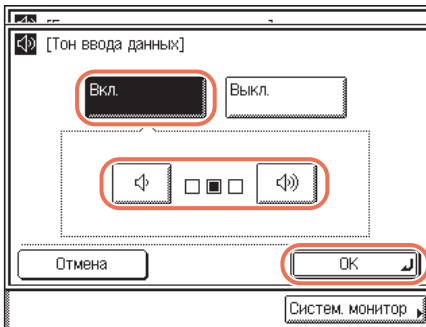 [Тон ввода данных]
Вкл.
Выкл.
Отмена
OK
Систем. монитор